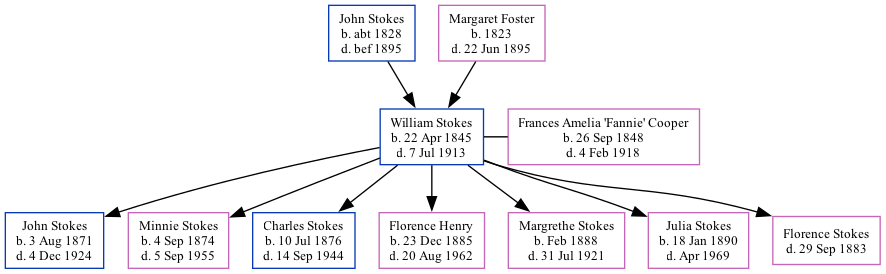 John Stokes
b. abt 1828
d. bef 1895
Margaret Foster
b. 1823
d. 22 Jun 1895
William Stokes
b. 22 Apr 1845
d. 7 Jul 1913
Frances Amelia 'Fannie' Cooper
b. 26 Sep 1848
d. 4 Feb 1918
John Stokes
b. 3 Aug 1871
d. 4 Dec 1924
Minnie Stokes
b. 4 Sep 1874
d. 5 Sep 1955
Charles Stokes
b. 10 Jul 1876
d. 14 Sep 1944
Florence Henry
b. 23 Dec 1885
d. 20 Aug 1962
Margrethe Stokes
b. Feb 1888
d. 31 Jul 1921
Julia Stokes
b. 18 Jan 1890
d. Apr 1969
Florence Stokes
d. 29 Sep 1883